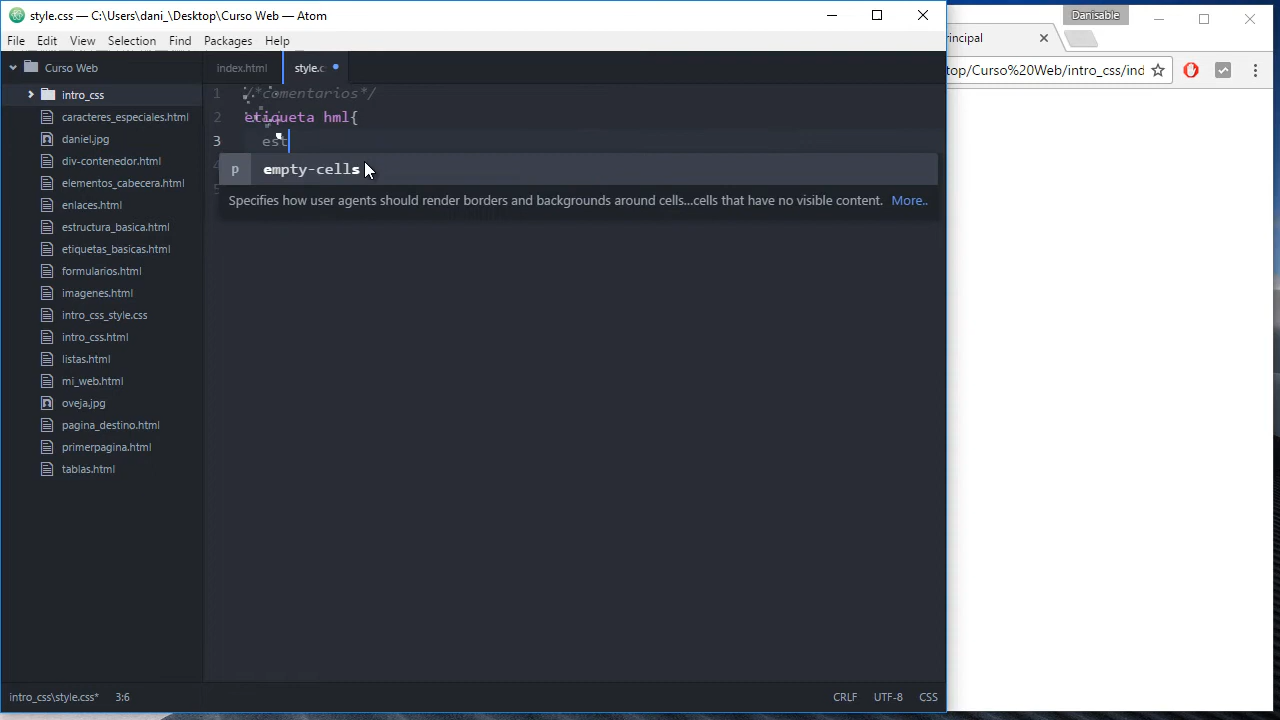 style.css — C:\Users\dani_\Desktop\Curso Web — Atom
Danisable
File Edit View Selection Find Packages Help
incipal
top/Curso%20Web/intro_css/ind
Curso Web
intro_css
caracteres_especiales.html
daniel.jpg
div-contenedor.html
elementos_cabecera.html
enlaces.html
estructura_basica.html
etiquetas_basicas.html
formularios.html
imagenes.html
intro_css_style.css
intro_css.html
listas.html
mi_web.html
oveja.jpg
pagina_destino.html
primerpagina.html
tablas.html
index.html style.c
1 /*comentarios*/
2 etiqueta hml{
3 est
p empty-cells
Specifies how user agents should render borders and backgrounds around cells...cells that have no visible content. More..
intro_css\style.css* 3:6 CRLF UTF-8 CSS